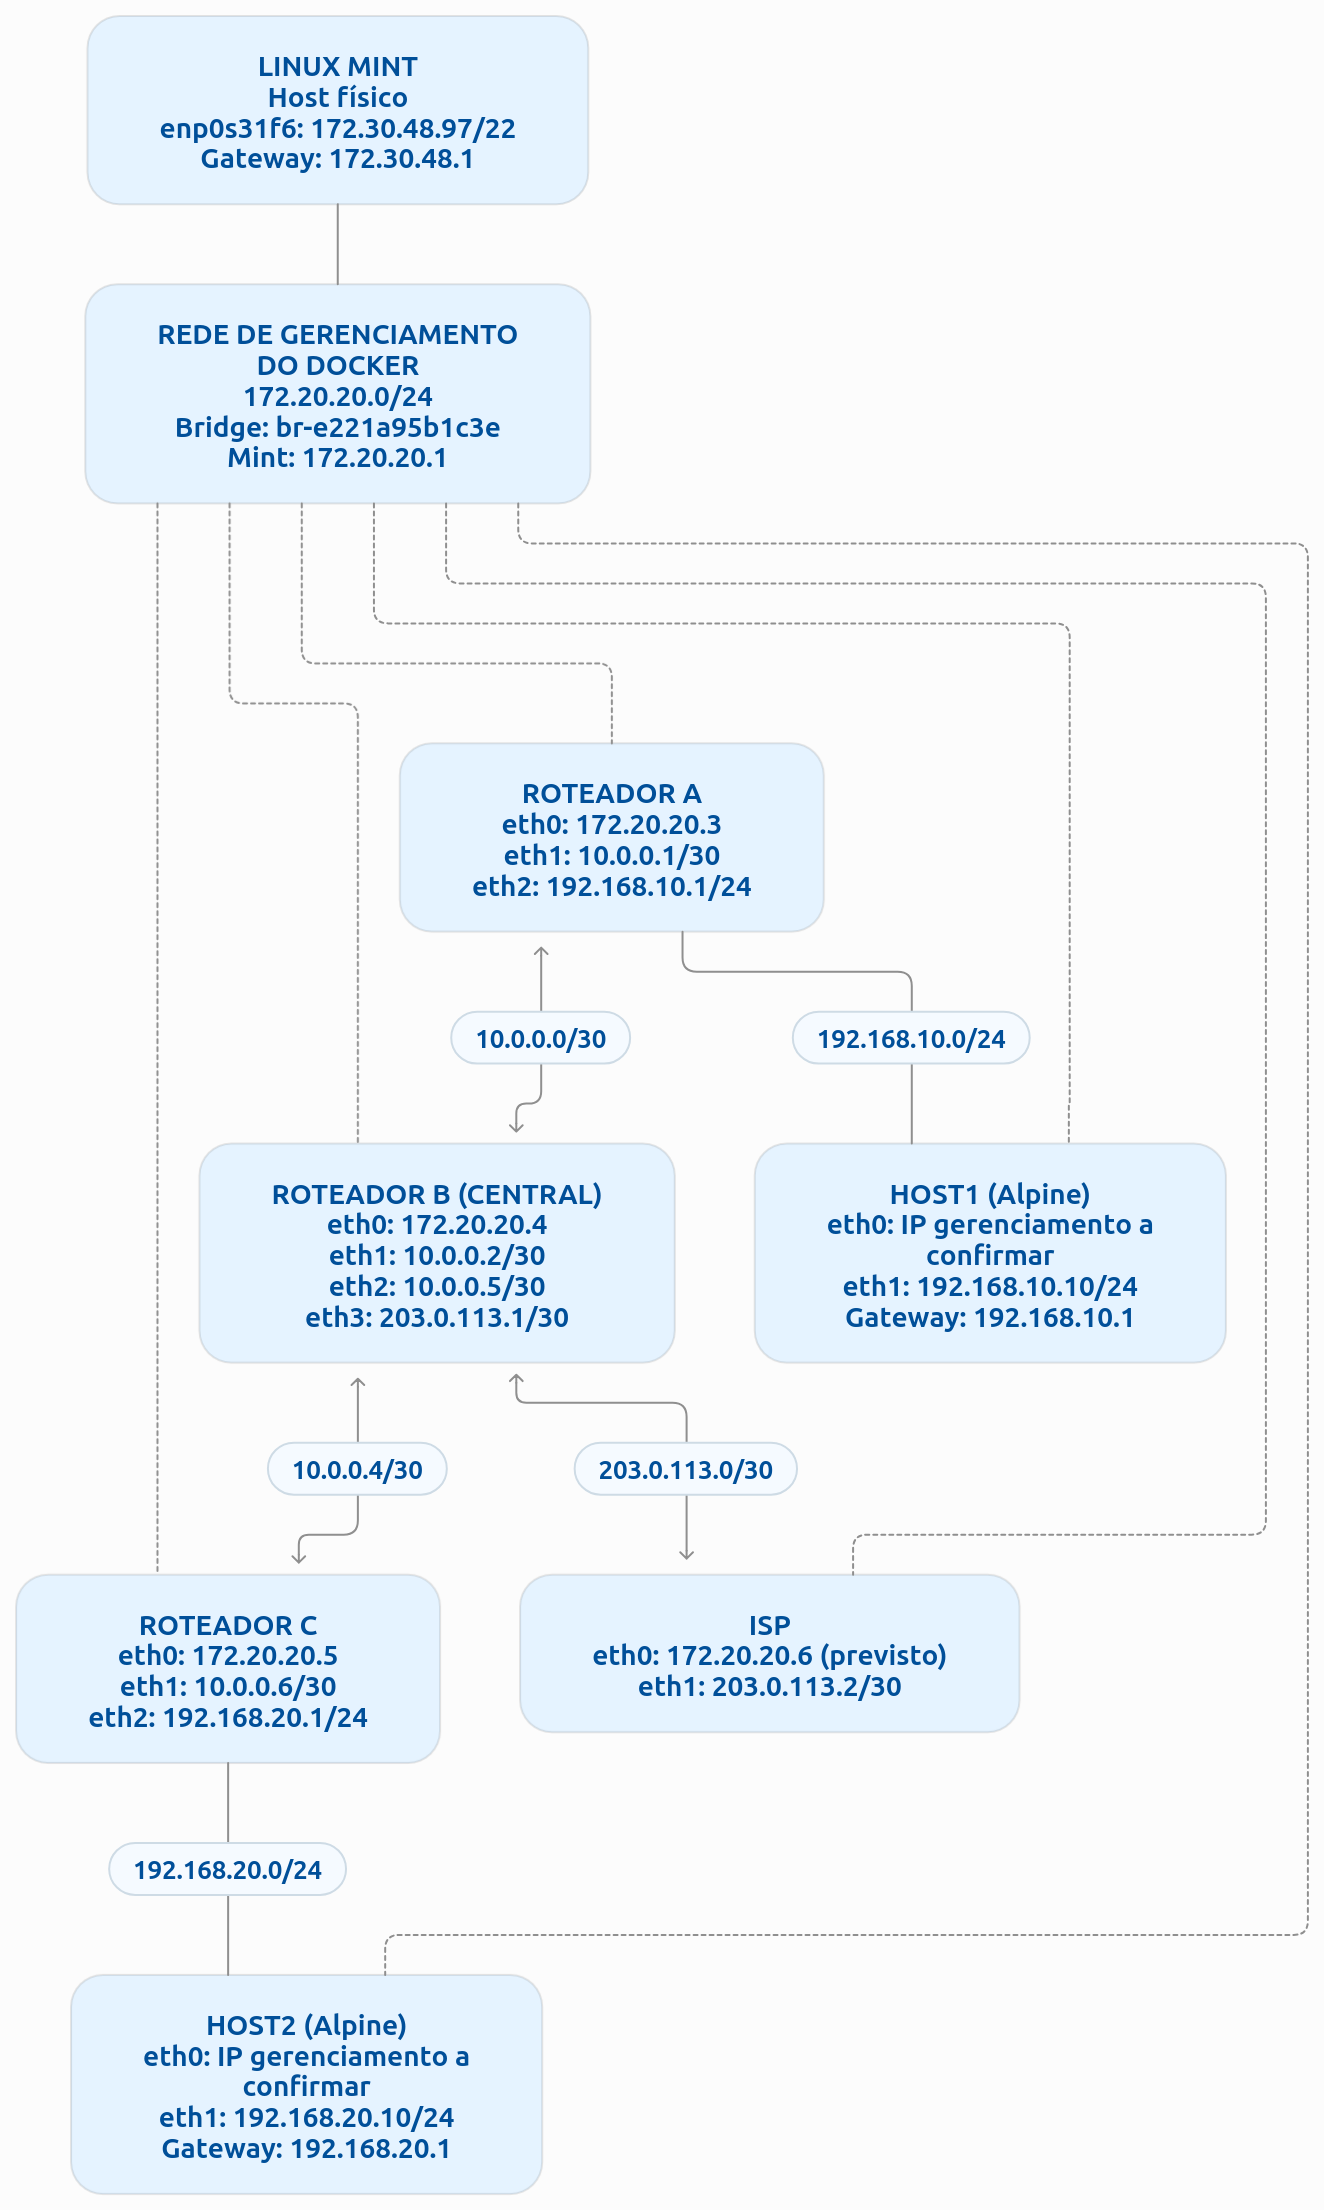 LINUX MINT
Host físico
enp0s31f6: 172.30.48.97/22
Gateway: 172.30.48.1
REDE DE GERENCIAMENTO
DO DOCKER
172.20.20.0/24
Bridge: br-e221a95b1c3e
Mint: 172.20.20.1
ROTEADOR A
eth0: 172.20.20.3
eth1: 10.0.0.1/30
eth2: 192.168.10.1/24
10.0.0.0/30
192.168.10.0/24
ROTEADOR B (CENTRAL)
eth0: 172.20.20.4
eth1: 10.0.0.2/30
eth2: 10.0.0.5/30
eth3: 203.0.113.1/30
HOST1 (Alpine)
eth0: IP gerenciamento a
confirmar
eth1: 192.168.10.10/24
Gateway: 192.168.10.1
10.0.0.4/30
203.0.113.0/30
ROTEADOR C
eth0: 172.20.20.5
eth1: 10.0.0.6/30
eth2: 192.168.20.1/24
ISP
eth0: 172.20.20.6 (previsto)
eth1: 203.0.113.2/30
192.168.20.0/24
HOST2 (Alpine)
eth0: IP gerenciamento a
confirmar
eth1: 192.168.20.10/24
Gateway: 192.168.20.1